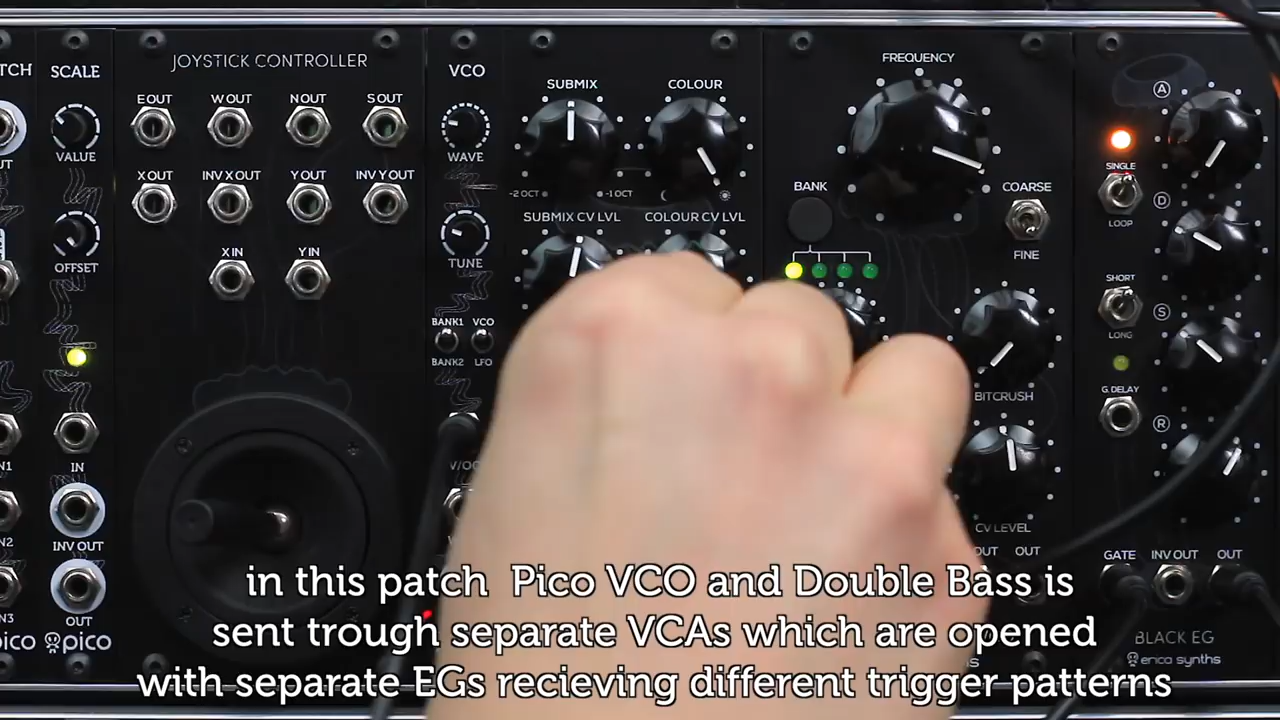 TCH
SCALE
VALUE
OFFSET
IN
INV OUT
OUT
pico
JOYSTICK CONTROLLER
E OUT W OUT N OUT S OUT
X OUT INV X OUT Y OUT INV Y OUT
X IN Y IN
VCO
WAVE
TUNE
BANK1 VCO
BANK2 LFO
SUBMIX COLOUR
-2 OCT -1 OCT
SUBMIX CV LVL COLOUR CV LVL
FREQUENCY
BANK
COARSE
FINE
BITCRUSH
CV LEVEL
OUT OUT
A
SINGLE
LOOP
D
SHORT
LONG
S
G. DELAY
R
GATE INV OUT OUT
BLACK EG
erica synths
in this patch Pico VCO and Double Bass is
sent trough separate VCAs which are opened
with separate EGs recieving different trigger patterns